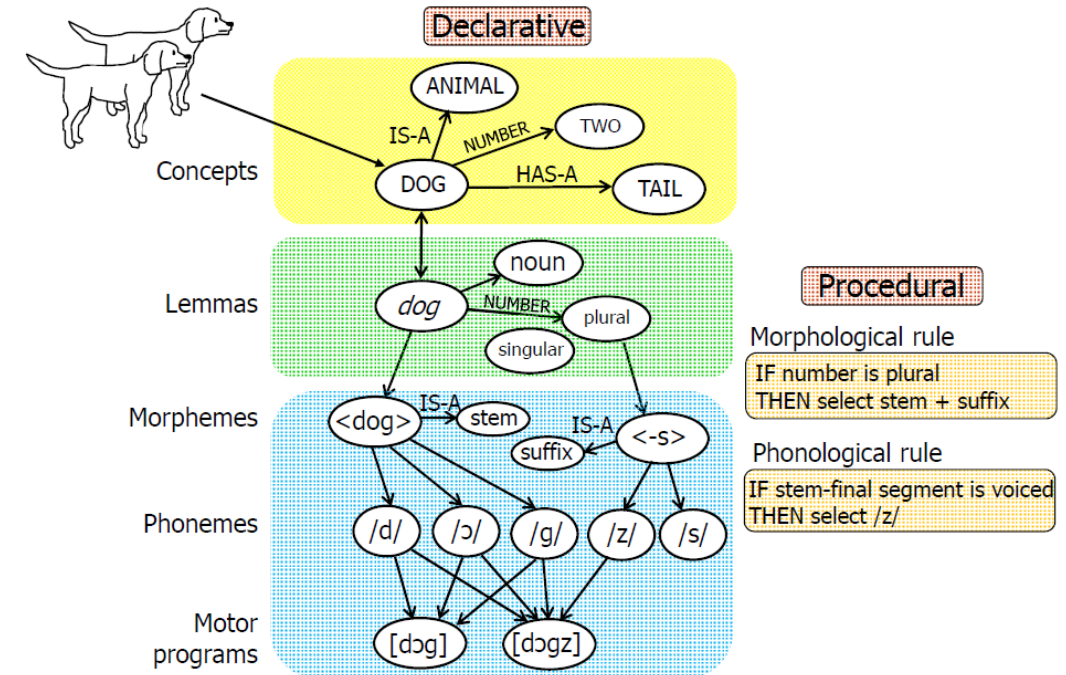 Declarative
ANIMAL
IS-A
NUMBER
TWO
Concepts
DOG
HAS-A
TAIL
noun
Lemmas
dog
NUMBER
plural
singular
Procedural
Morphological rule
IF number is plural
THEN select stem + suffix
Morphemes
<dog>
IS-A
stem
IS-A
suffix
<-s>
Phonological rule
IF stem-final segment is voiced
THEN select /z/
Phonemes
/d/
/ɔ/
/g/
/z/
/s/
Motor
programs
[dɔg]
[dɔgz]